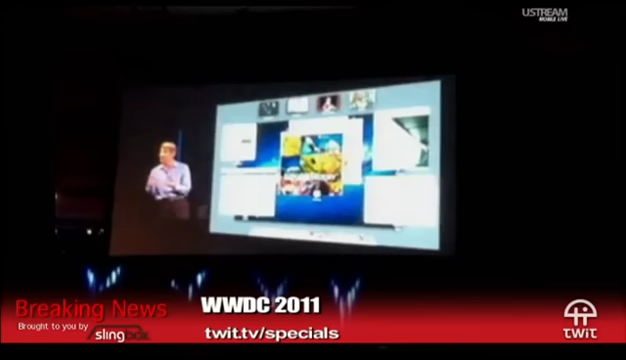 USTREAM
MOBILE LIVE
Breaking News
Brought to you by slingbox
WWDC 2011
twit.tv/specials
TWiT